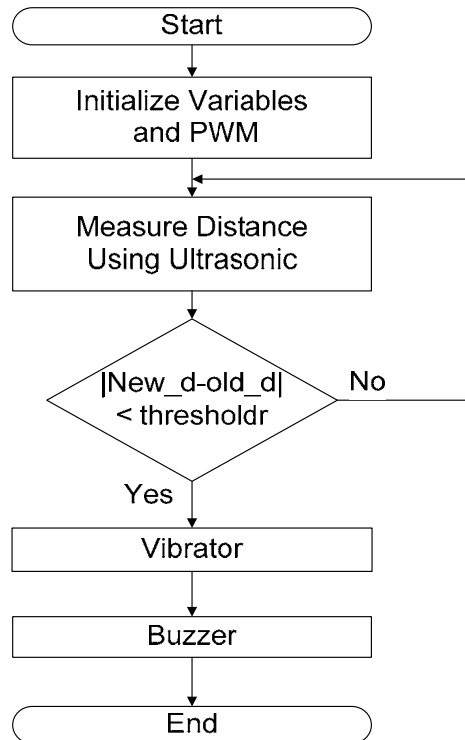 Start
Initialize Variables
and PWM
Measure Distance
Using Ultrasonic
|New_d-old_d|
< thresholdr
No
Yes
Vibrator
Buzzer
End